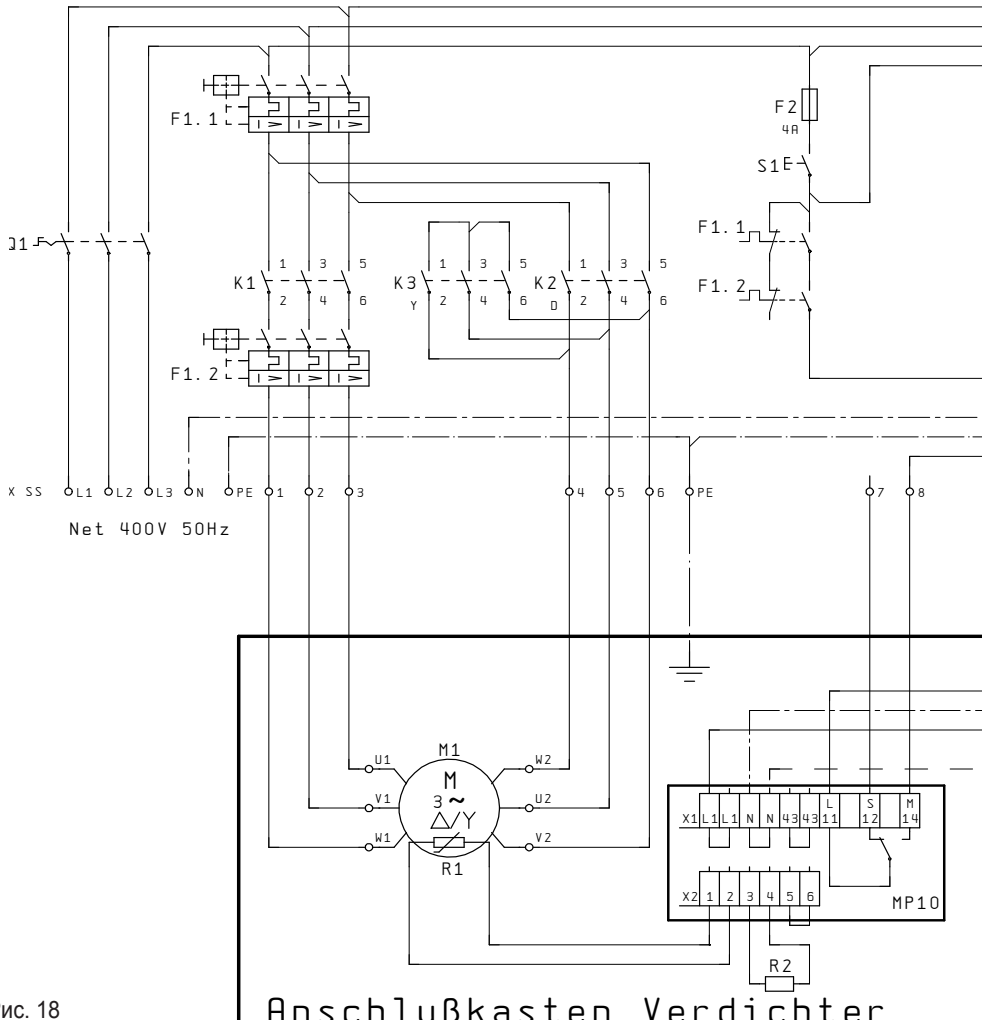 F1.1
I> I> I>
F2
4A
S1
F1.1
1 3 5
K1
2 4 6
1 3 5
K3
Y 2 4 6
1 3 5
K2
D 2 4 6
F1.2
F1.2
I> I> I>
X SS L1 L2 L3 N PE 1 2 3 4 5 6 PE 7 8
Net 400V 50Hz
M1
U1 W2
M
V1 3 ~ U2
Δ/Y
W1 V2
R1
L S M
X1 L1 L1 N N 43 43 11 12 14
X2 1 2 3 4 5 6
MP10
R2
ис. 18
Anschlußkasten Verdichter